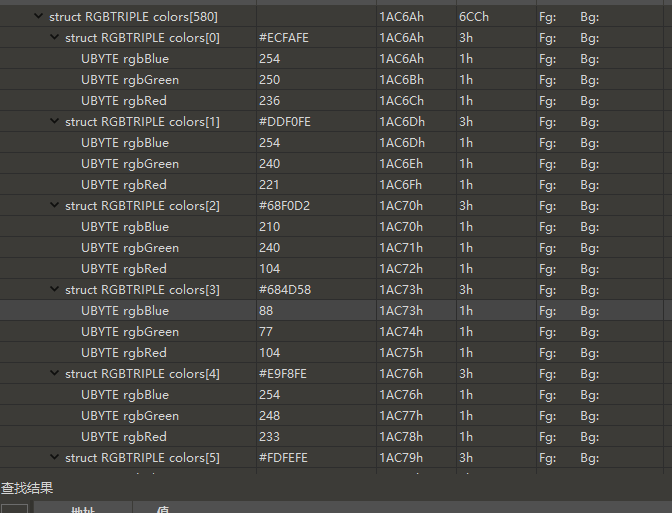 struct RGBTRIPLE colors[580] 1AC6Ah 6CCh Fg: Bg:
struct RGBTRIPLE colors[0] #ECFAFE 1AC6Ah 3h Fg: Bg:
UBYTE rgbBlue 254 1AC6Ah 1h Fg: Bg:
UBYTE rgbGreen 250 1AC6Bh 1h Fg: Bg:
UBYTE rgbRed 236 1AC6Ch 1h Fg: Bg:
struct RGBTRIPLE colors[1] #DDF0FE 1AC6Dh 3h Fg: Bg:
UBYTE rgbBlue 254 1AC6Dh 1h Fg: Bg:
UBYTE rgbGreen 240 1AC6Eh 1h Fg: Bg:
UBYTE rgbRed 221 1AC6Fh 1h Fg: Bg:
struct RGBTRIPLE colors[2] #68F0D2 1AC70h 3h Fg: Bg:
UBYTE rgbBlue 210 1AC70h 1h Fg: Bg:
UBYTE rgbGreen 240 1AC71h 1h Fg: Bg:
UBYTE rgbRed 104 1AC72h 1h Fg: Bg:
struct RGBTRIPLE colors[3] #684D58 1AC73h 3h Fg: Bg:
UBYTE rgbBlue 88 1AC73h 1h Fg: Bg:
UBYTE rgbGreen 77 1AC74h 1h Fg: Bg:
UBYTE rgbRed 104 1AC75h 1h Fg: Bg:
struct RGBTRIPLE colors[4] #E9F8FE 1AC76h 3h Fg: Bg:
UBYTE rgbBlue 254 1AC76h 1h Fg: Bg:
UBYTE rgbGreen 248 1AC77h 1h Fg: Bg:
UBYTE rgbRed 233 1AC78h 1h Fg: Bg:
struct RGBTRIPLE colors[5] #FDFEFE 1AC79h 3h Fg: Bg:
查找结果
地址 值